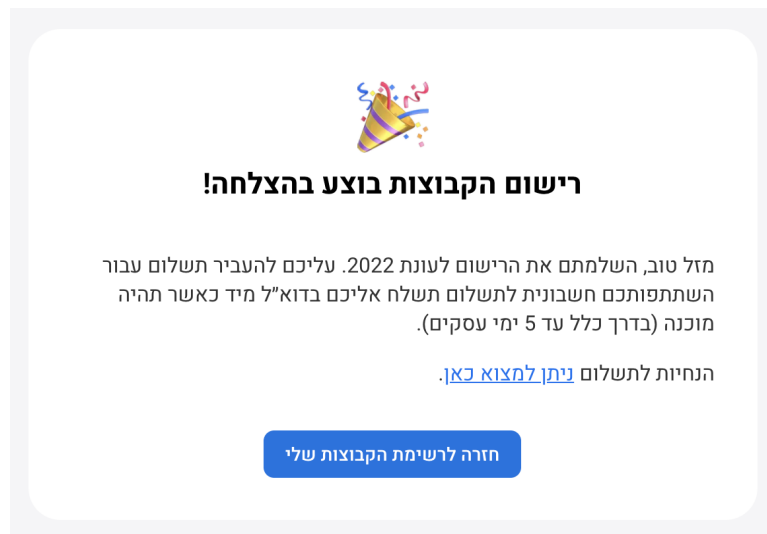 רישום הקבוצות בוצע בהצלחה!
מזל טוב, השלמתם את הרישום לעונת 2022. עליכם להעביר תשלום עבור
השתתפותכם חשבונית לתשלום תשלח אליכם בדוא״ל מיד כאשר תהיה
מוכנה (בדרך כלל עד 5 ימי עסקים).
הנחיות לתשלום ניתן למצוא כאן.
חזרה לרשימת הקבוצות שלי